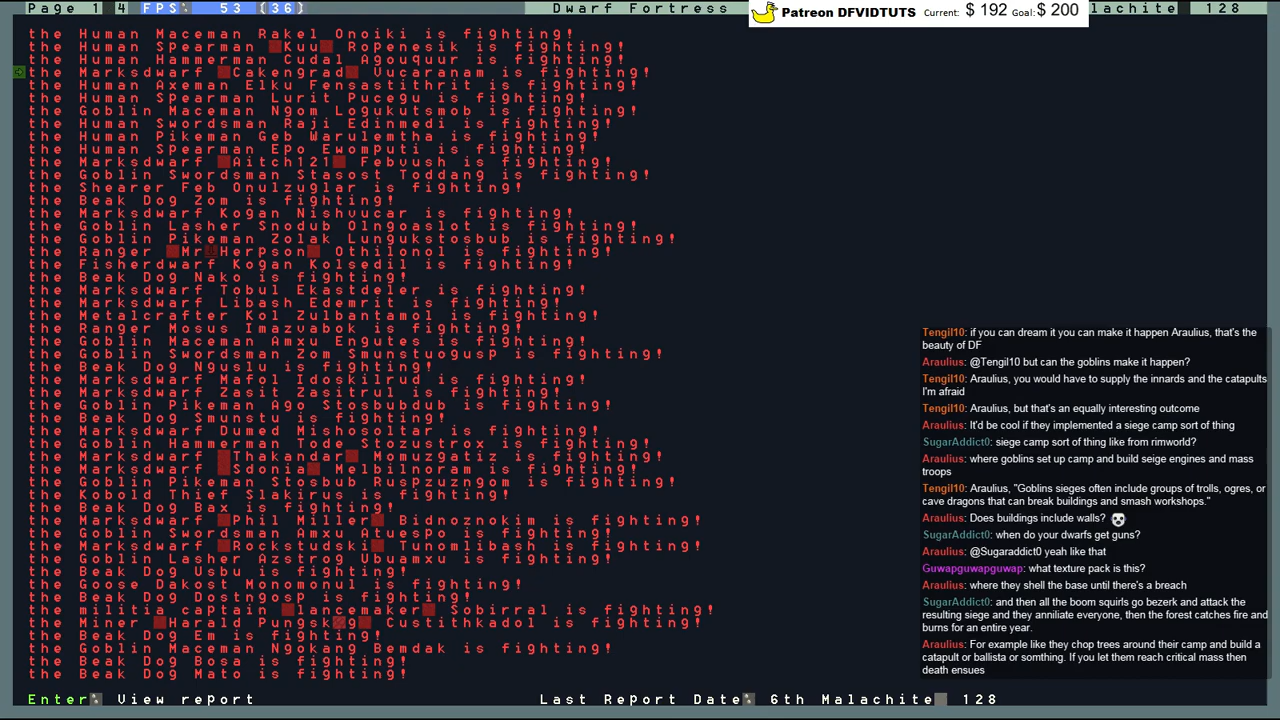 Page 1 4 FPS: 53 (36) Dwarf Fortress Patreon DFVIDTUTS Current: $ 192 Goal: $ 200 alachite 128
the Human Maceman Rakel Onoiki is fighting!
the Human Spearman Kuu Ropenesik is fighting!
the Human Hammerman Cudal Agouquur is fighting!
the Marksdwarf Cakengrad Vucaranam is fighting!
the Human Axeman Elku Fensastithrit is fighting!
the Human Spearman Lurit Pucegu is fighting!
the Goblin Maceman Ngom Logukutsmob is fighting!
the Human Swordsman Raji Edinmedi is fighting!
the Human Pikeman Geb Warulemtha is fighting!
the Human Spearman Epo Ewomputi is fighting!
the Marksdwarf Aitch121 Febvush is fighting!
the Goblin Swordsman Stasost Toddang is fighting!
the Shearer Feb Onulzuglar is fighting!
the Beak Dog Zom is fighting!
the Marksdwarf Kogan Nishvucar is fighting!
the Goblin Lasher Snodub Olngoaslot is fighting!
the Goblin Pikeman Zolak Lungukstosbub is fighting!
the Ranger Mr Herpson Othilonol is fighting!
the Fisherdwarf Kogan Kolsedil is fighting!
the Beak Dog Nako is fighting!
the Marksdwarf Tobul Ekastdeler is fighting!
the Marksdwarf Libash Edemrit is fighting!
the Metalcrafter Kol Zulbantamol is fighting!
the Ranger Mosus Imazvabok is fighting!
the Goblin Maceman Amxu Engutes is fighting!
the Goblin Swordsman Zom Smunstuogusp is fighting!
the Beak Dog Nguslu is fighting!
the Marksdwarf Mafol Idoskilrud is fighting!
the Marksdwarf Zasit Zasitrul is fighting!
the Goblin Pikeman Ago Stosbubdub is fighting!
the Beak Dog Smunstu is fighting!
the Marksdwarf Dumed Mishosoltar is fighting!
the Goblin Hammerman Tode Stozustrox is fighting!
the Marksdwarf Thakandar Momuzgatiz is fighting!
the Marksdwarf Sdonia Melbilnoram is fighting!
the Goblin Pikeman Stosbub Ruspzuzngom is fighting!
the Kobold Thief Slakirus is fighting!
the Beak Dog Bax is fighting!
the Marksdwarf Phil Miller Bidnoznokim is fighting!
the Goblin Swordsman Amxu Atuespo is fighting!
the Marksdwarf Rockstudski Tunomlibash is fighting!
the Goblin Lasher Azstrog Ubuamxu is fighting!
the Beak Dog Usbu is fighting!
the Goose Dakost Monomonul is fighting!
the Beak Dog Dostngosp is fighting!
the militia captain lancemaker Sobirral is fighting!
the Miner Harald Custithkadol is fighting!
the Beak Dog Em is fighting!
the Goblin Maceman Ngokang Bemdak is fighting!
the Beak Dog Bosa is fighting!
the Beak Dog Mato is fighting!
Enter: View report Last Report Date: 6th Malachite 128
Tengil10: if you can dream it you can make it happen Araulius, that's the
beauty of DF
Araulius: @Tengil10 but can the goblins make it happen?
Tengil10: Araulius, you would have to supply the innards and the catapults
I'm afraid
Tengil10: Araulius, but that's an equally interesting outcome
Araulius: It'd be cool if they implemented a siege camp sort of thing
SugarAddict0: siege camp sort of thing like from rimworld?
Araulius: where goblins set up camp and build seige engines and mass
troops
Tengil10: Araulius, "Goblins sieges often include groups of trolls, ogres, or
cave dragons that can break buildings and smash workshops."
Araulius: Does buildings include walls?
SugarAddict0: when do your dwarfs get guns?
Araulius: @Sugaraddict0 yeah like that
Guwapguwapguwap: what texture pack is this?
Araulius: where they shell the base until there's a breach
SugarAddict0: and then all the boom squirls go bezerk and attack the
resulting siege and they anniliate everyone, then the forest catches fire and
burns for an entire year.
Araulius: For example like they chop trees around their camp and build a
catapult or ballista or somthing. If you let them reach critical mass then
death ensues